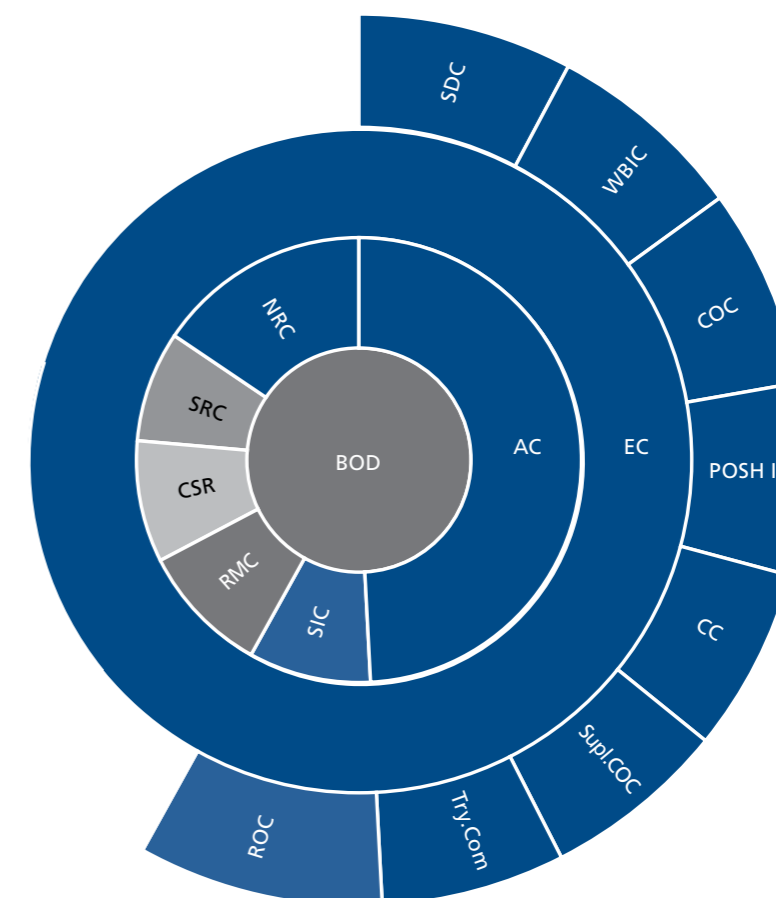 SDC
WBIC
COC
POSH I
CC
Supl.COC
Try.Com
ROC
EC
AC
NRC
SRC
CSR
RMC
SIC
BOD